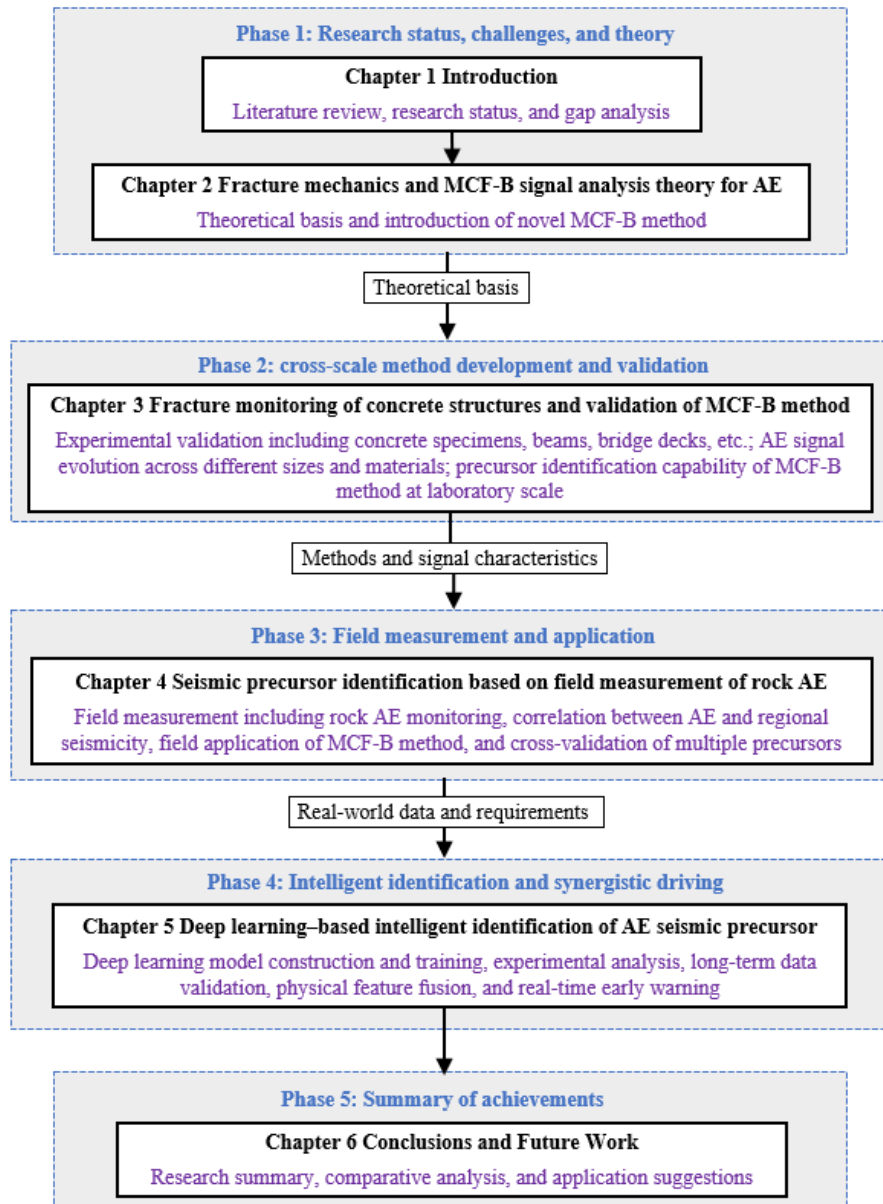 Phase 1: Research status, challenges, and theory
Chapter 1 Introduction
Literature review, research status, and gap analysis
Chapter 2 Fracture mechanics and MCF-B signal analysis theory for AE
Theoretical basis and introduction of novel MCF-B method
Theoretical basis
Phase 2: cross-scale method development and validation
Chapter 3 Fracture monitoring of concrete structures and validation of MCF-B method
Experimental validation including concrete specimens, beams, bridge decks, etc.; AE signal
evolution across different sizes and materials; precursor identification capability of MCF-B
method at laboratory scale
Methods and signal characteristics
Phase 3: Field measurement and application
Chapter 4 Seismic precursor identification based on field measurement of rock AE
Field measurement including rock AE monitoring, correlation between AE and regional
seismicity, field application of MCF-B method, and cross-validation of multiple precursors
Real-world data and requirements
Phase 4: Intelligent identification and synergistic driving
Chapter 5 Deep learning–based intelligent identification of AE seismic precursor
Deep learning model construction and training, experimental analysis, long-term data
validation, physical feature fusion, and real-time early warning
Phase 5: Summary of achievements
Chapter 6 Conclusions and Future Work
Research summary, comparative analysis, and application suggestions